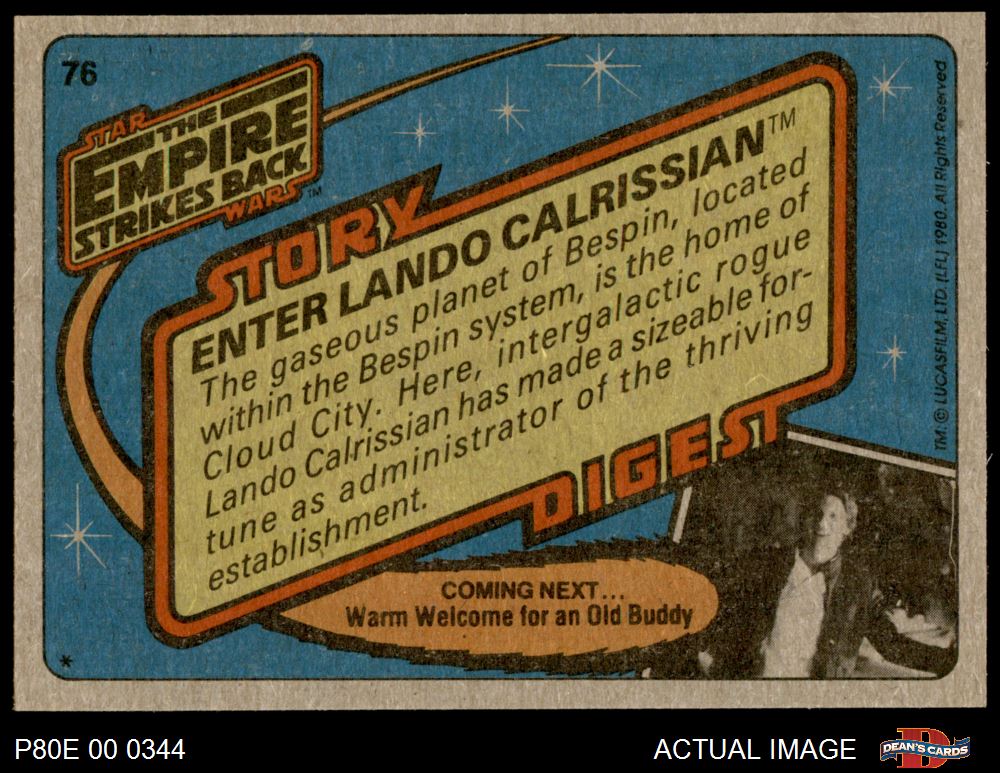 76
STAR
THE
EMPIRE
STRIKES BACK
WARS™
STORY
ENTER LANDO CALRISSIAN™
The gaseous planet of Bespin, located
within the Bespin system, is the home of
Cloud City. Here, intergalactic rogue
Lando Calrissian has made a sizeable for-
tune as administrator of the thriving
establishment.
DIGEST
COMING NEXT...
Warm Welcome for an Old Buddy
*
TM: © LUCASFILM, LTD. (LFL) 1980. All Rights Reserved
P80E 00 0344
ACTUAL IMAGE
D
DEAN'S CARDS